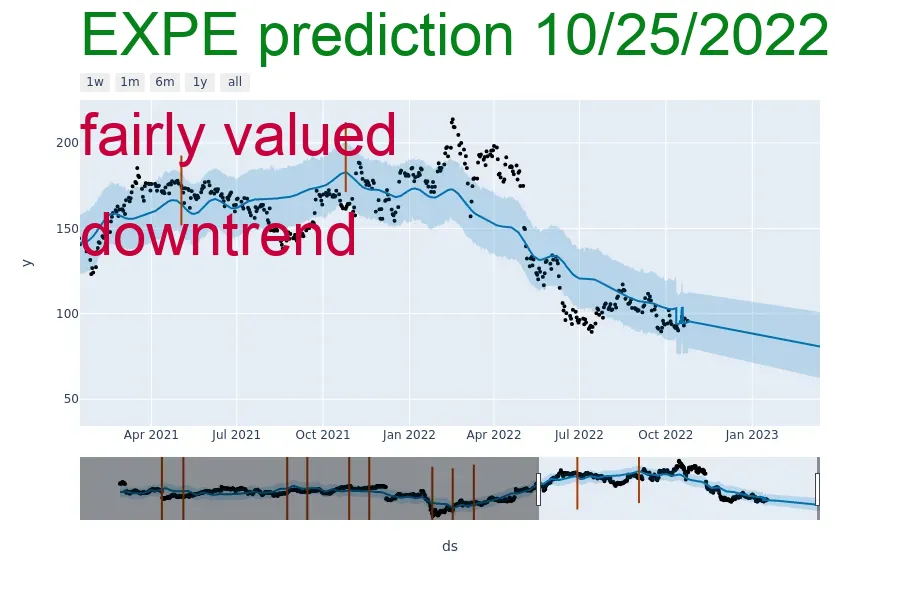 EXPE prediction 10/25/2022
1w 1m 6m 1y all
fairly valued
downtrend
200
150
100
50
y
Apr 2021 Jul 2021 Oct 2021 Jan 2022 Apr 2022 Jul 2022 Oct 2022 Jan 2023
ds